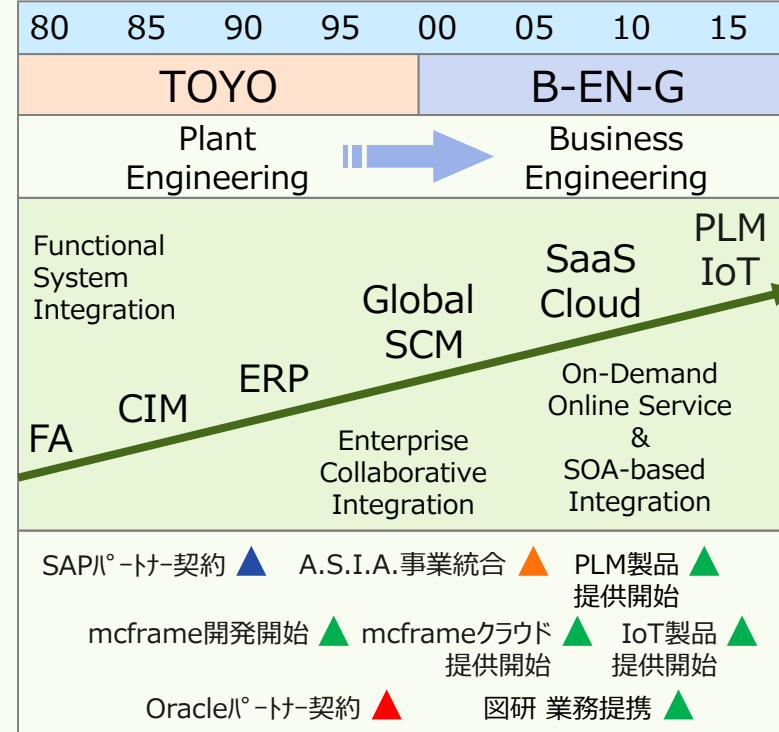 80 85 90 95 00 05 10 15
TOYO B-EN-G
Plant
Engineering
Business
Engineering
Functional
System
Integration
PLM
IoT
SaaS
Cloud
Global
SCM
ERP
CIM
FA
On-Demand
Online Service
&
SOA-based
Integration
Enterprise
Collaborative
Integration
SAPパートナー契約
A.S.I.A.事業統合
PLM製品
提供開始
mcframe開発開始
mcframeクラウド
提供開始
IoT製品
提供開始
Oracleパートナー契約
図研 業務提携